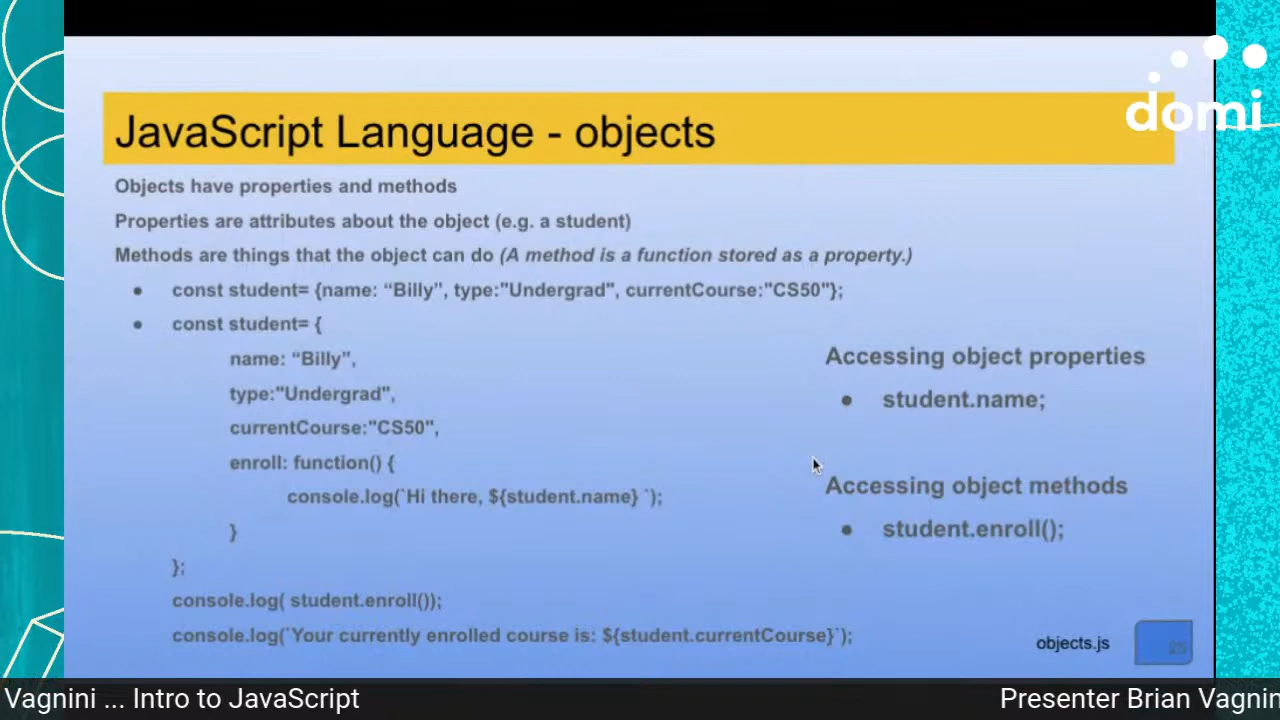 domi
JavaScript Language - objects
Objects have properties and methods
Properties are attributes about the object (e.g. a student)
Methods are things that the object can do (A method is a function stored as a property.)
• const student= {name: “Billy”, type:"Undergrad", currentCourse:"CS50"};
• const student= {
name: “Billy”,
type:"Undergrad",
currentCourse:"CS50",
enroll: function() {
console.log(`Hi there, ${student.name} `);
}
};
console.log( student.enroll());
console.log(`Your currently enrolled course is: ${student.currentCourse}`);
Accessing object properties
• student.name;
Accessing object methods
• student.enroll();
objects.js
Vagnini ... Intro to JavaScript
Presenter Brian Vagnin